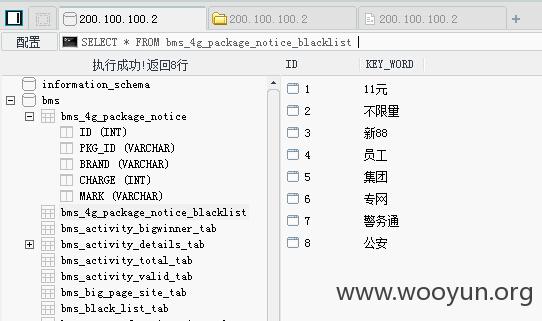 200.100.100.2 200.100.100.2 200.100.100.2
配置 SELECT * FROM bms_4g_package_notice_blacklist
执行成功!返回8行
information_schema
bms
bms_4g_package_notice
ID (INT)
PKG_ID (VARCHAR)
BRAND (VARCHAR)
CHARGE (INT)
MARK (VARCHAR)
bms_4g_package_notice_blacklist
bms_activity_bigwinner_tab
bms_activity_details_tab
bms_activity_total_tab
bms_activity_valid_tab
bms_big_page_site_tab
bms_black_list_tab
ID KEY_WORD
1 11元
2 不限量
3 新88
4 员工
5 集团
6 专网
7 警务通
8 公安
www.wooyun.org